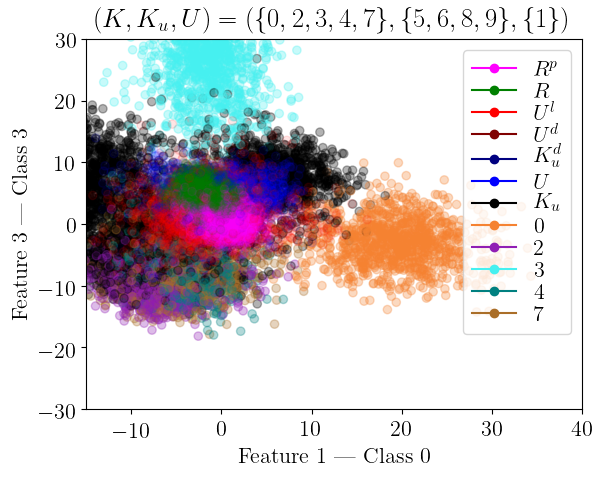 (K, K_u, U) = ({0, 2, 3, 4, 7}, {5, 6, 8, 9}, {1})
30
20
10
0
−10
−20
−30
Feature 3 — Class 3
−10
0
10
20
30
40
Feature 1 — Class 0
R^p
R
U^l
U^d
K_u^d
U
K_u
0
2
3
4
7